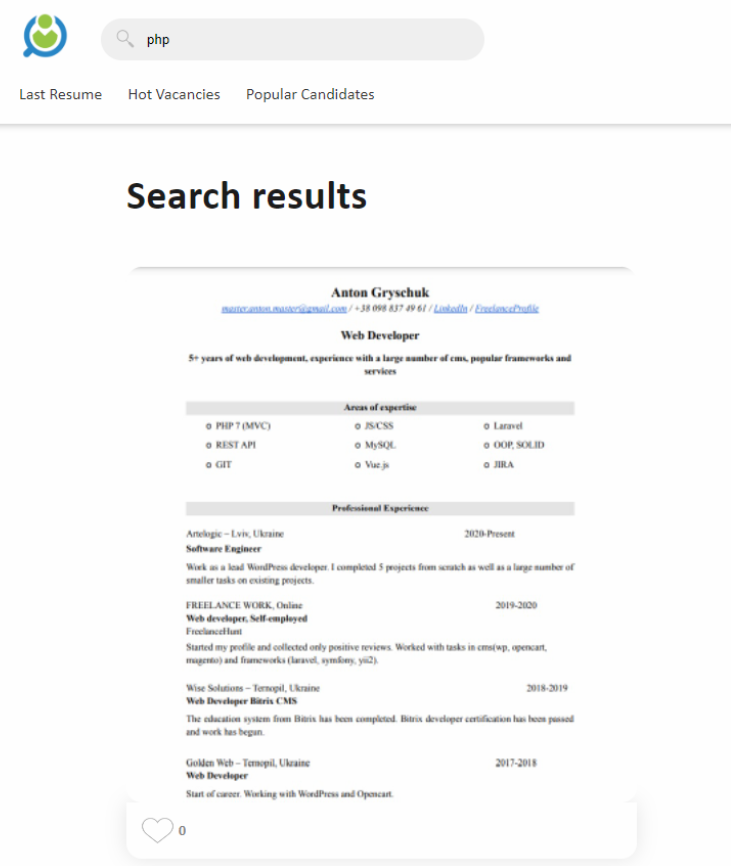 php
Last Resume Hot Vacancies Popular Candidates
Search results
Anton Gryschuk
master.anton.master@gmail.com / +38 098 837 49 61 / LinkedIn / FreelanceProfile
Web Developer
5+ years of web development, experience with a large number of cms, popular frameworks and
services
Areas of expertise
o PHP 7 (MVC) o JS/CSS o Laravel
o REST API o MySQL o OOP, SOLID
o GIT o Vue.js o JIRA
Professional Experience
Artelogic – Lviv, Ukraine 2020-Present
Software Engineer
Work as a lead WordPress developer. I completed 5 projects from scratch as well as a large number of
smaller tasks on existing projects.
FREELANCE WORK, Online 2019-2020
Web developer, Self-employed
FreelanceHunt
Started my profile and collected only positive reviews. Worked with tasks in cms(wp, opencart,
magento) and frameworks (laravel, symfony, yii2).
Wise Solutions – Ternopil, Ukraine 2018-2019
Web Developer Bitrix CMS
The education system from Bitrix has been completed. Bitrix developer certification has been passed
and work has begun.
Golden Web – Ternopil, Ukraine 2017-2018
Web Developer
Start of career. Working with WordPress and Opencart.
0